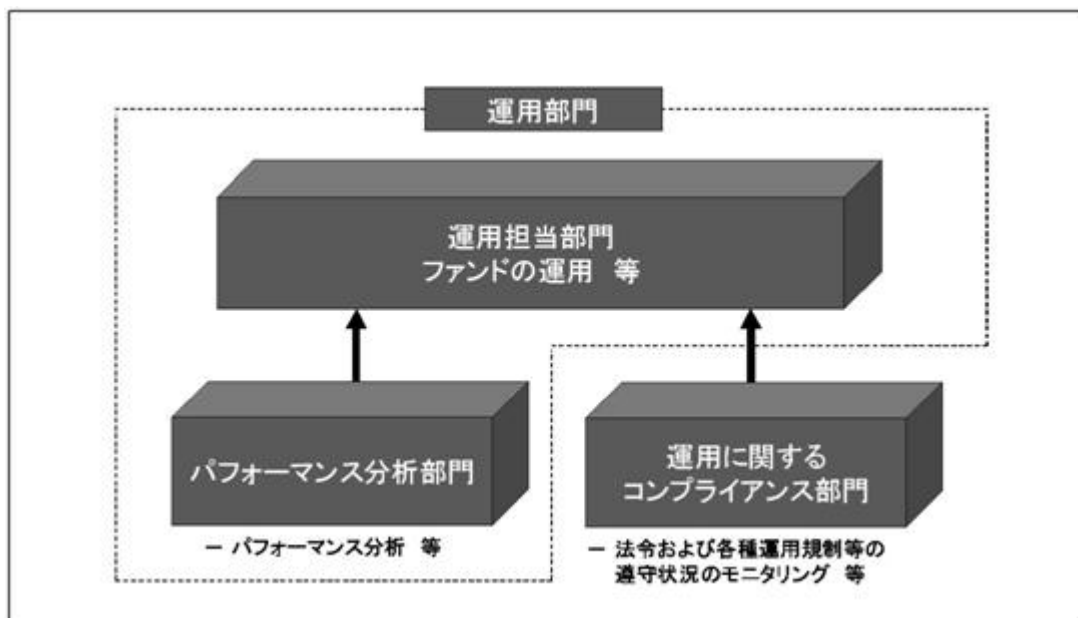 運用部門
運用担当部門
ファンドの運用 等
パフォーマンス分析部門
－ パフォーマンス分析 等
運用に関する
コンプライアンス部門
－ 法令および各種運用規制等の
遵守状況のモニタリング 等